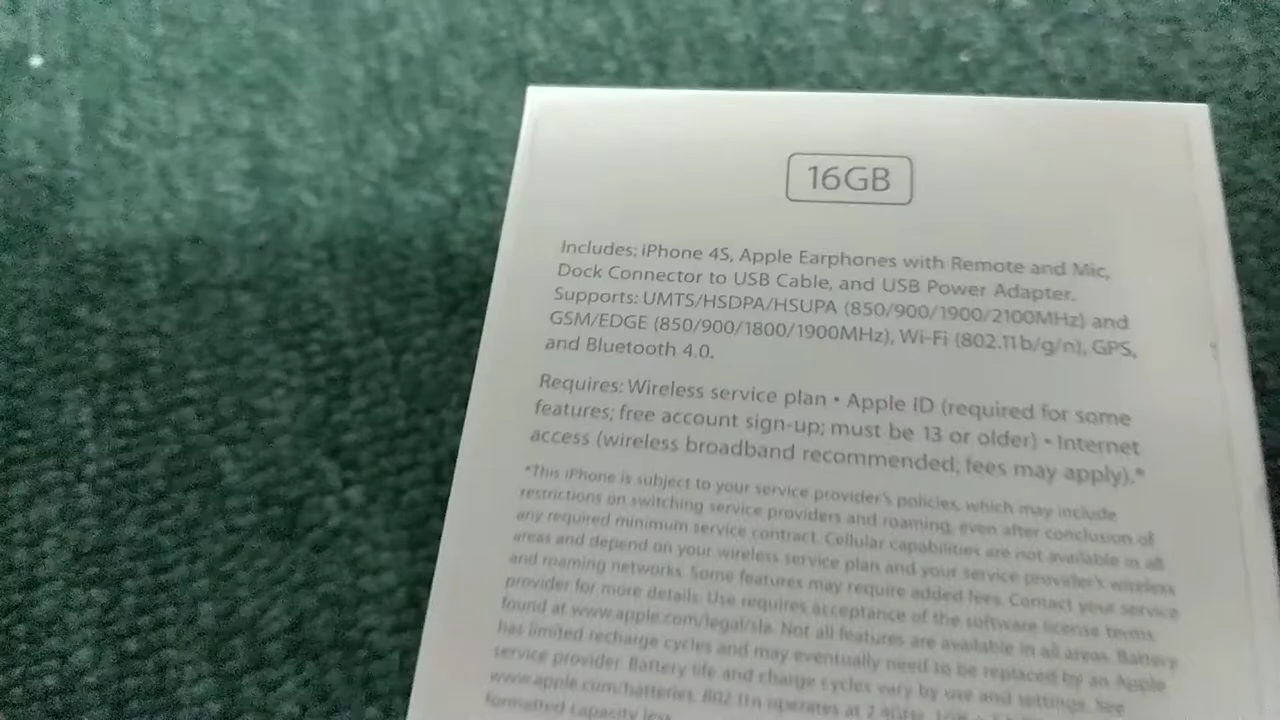 16GB
Includes: iPhone 4S, Apple Earphones with Remote and Mic,
Dock Connector to USB Cable, and USB Power Adapter.
Supports: UMTS/HSDPA/HSUPA (850/900/1900/2100MHz) and
GSM/EDGE (850/900/1800/1900MHz), Wi-Fi (802.11b/g/n), GPS,
and Bluetooth 4.0.
Requires: Wireless service plan • Apple ID (required for some
features; free account sign-up; must be 13 or older) • Internet
access (wireless broadband recommended; fees may apply).*
*This iPhone is subject to your service provider's policies, which may include
restrictions on switching service providers and roaming, even after conclusion of
any required minimum service contract. Cellular capabilities are not available in all
areas and depend on your wireless service plan and your service provider's wireless
and roaming networks. Some features may require added fees. Contact your service
provider for more details. Use requires acceptance of the software license terms
found at www.apple.com/legal/sla. Not all features are available in all areas. Battery
has limited recharge cycles and may eventually need to be replaced by an Apple
service provider. Battery life and charge cycles vary by use and settings. See
www.apple.com/batteries. 802.11n operates at 2.4GHz.
formatted capacity less.